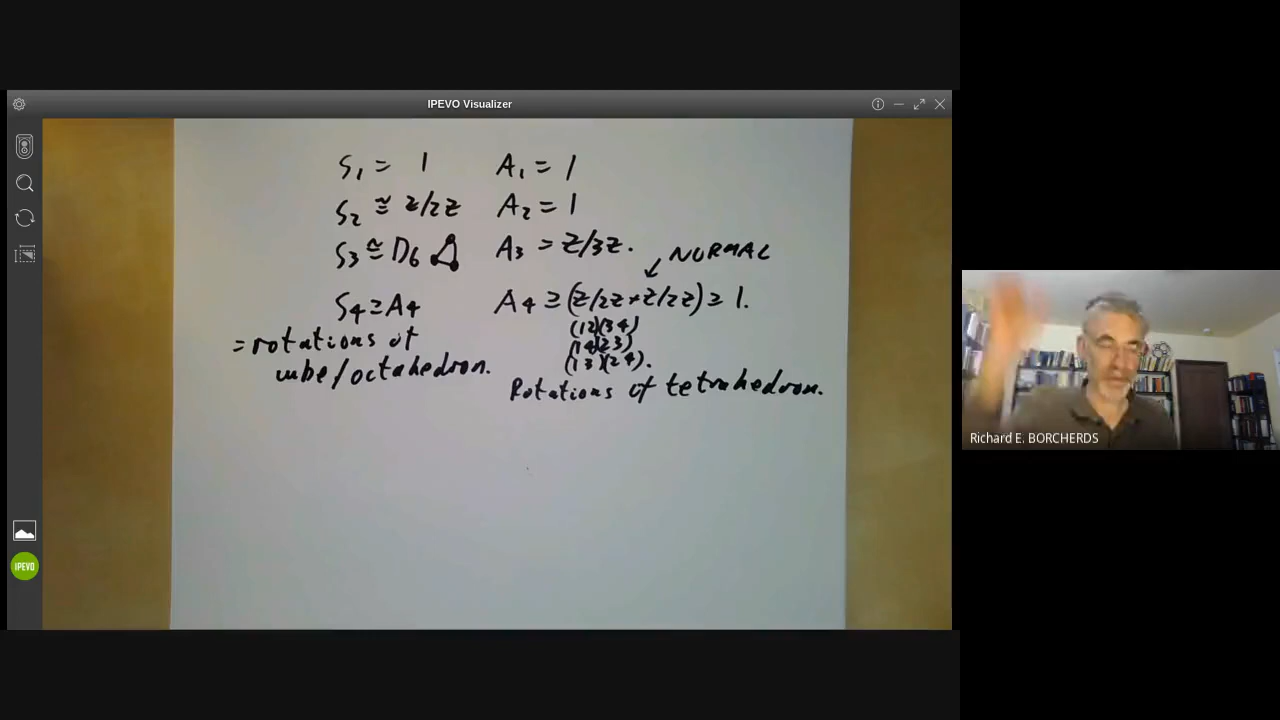 IPEVO Visualizer
S₁ = 1 A₁ = 1
S₂ ≅ Z/2Z A₂ = 1
S₃ ≅ D₆ A₃ = Z/3Z.
NORMAL
S₄ ≥ A₄ A₄ ≥ (Z/2Z × Z/2Z) ≥ 1.
(12)(34)
(14)(23)
(13)(24).
= rotations of
cube/octahedron.
Rotations of tetrahedron.
Richard E. BORCHERDS
IPEVO